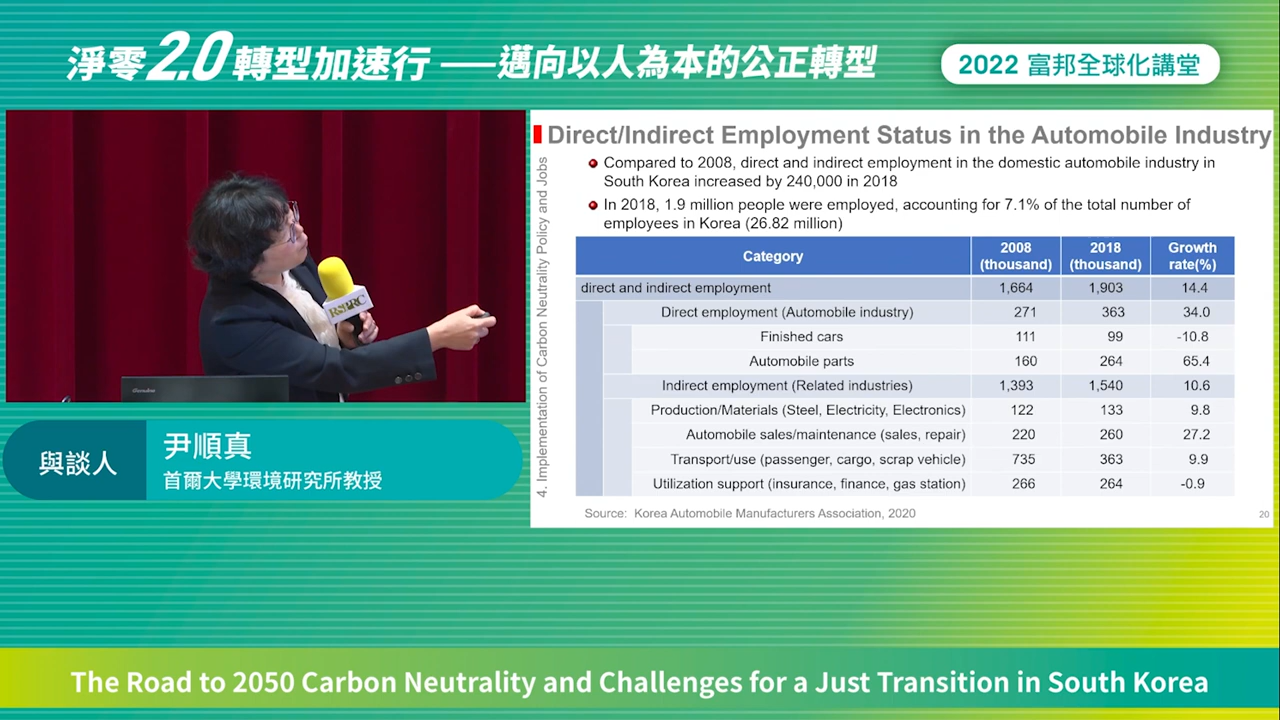 淨零2.0轉型加速行——邁向以人為本的公正轉型
2022 富邦全球化講堂
Direct/Indirect Employment Status in the Automobile Industry
4. Implementation of Carbon Neutrality Policy and Jobs
Compared to 2008, direct and indirect employment in the domestic automobile industry in
South Korea increased by 240,000 in 2018
In 2018, 1.9 million people were employed, accounting for 7.1% of the total number of
employees in Korea (26.82 million)
Category 2008 (thousand) 2018 (thousand) Growth rate(%)
direct and indirect employment 1,664 1,903 14.4
Direct employment (Automobile industry) 271 363 34.0
Finished cars 111 99 -10.8
Automobile parts 160 264 65.4
Indirect employment (Related industries) 1,393 1,540 10.6
Production/Materials (Steel, Electricity, Electronics) 122 133 9.8
Automobile sales/maintenance (sales, repair) 220 260 27.2
Transport/use (passenger, cargo, scrap vehicle) 735 363 9.9
Utilization support (insurance, finance, gas station) 266 264 -0.9
Source: Korea Automobile Manufacturers Association, 2020
20
RSPRC
與談人
尹順真
首爾大學環境研究所教授
The Road to 2050 Carbon Neutrality and Challenges for a Just Transition in South Korea